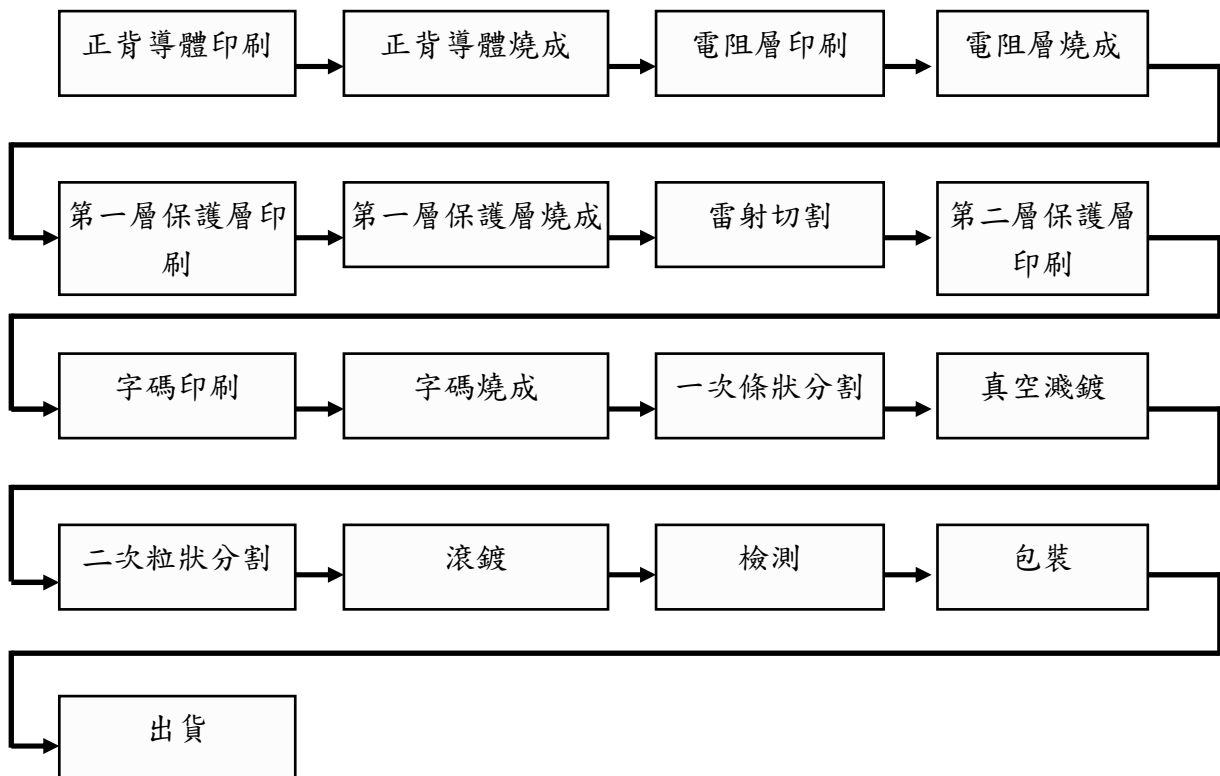 正背導體印刷
正背導體燒成
電阻層印刷
電阻層燒成
第一層保護層印
刷
第一層保護層燒成
雷射切割
第二層保護層
印刷
字碼印刷
字碼燒成
一次條狀分割
真空濺鍍
二次粒狀分割
滾鍍
檢測
包裝
出貨